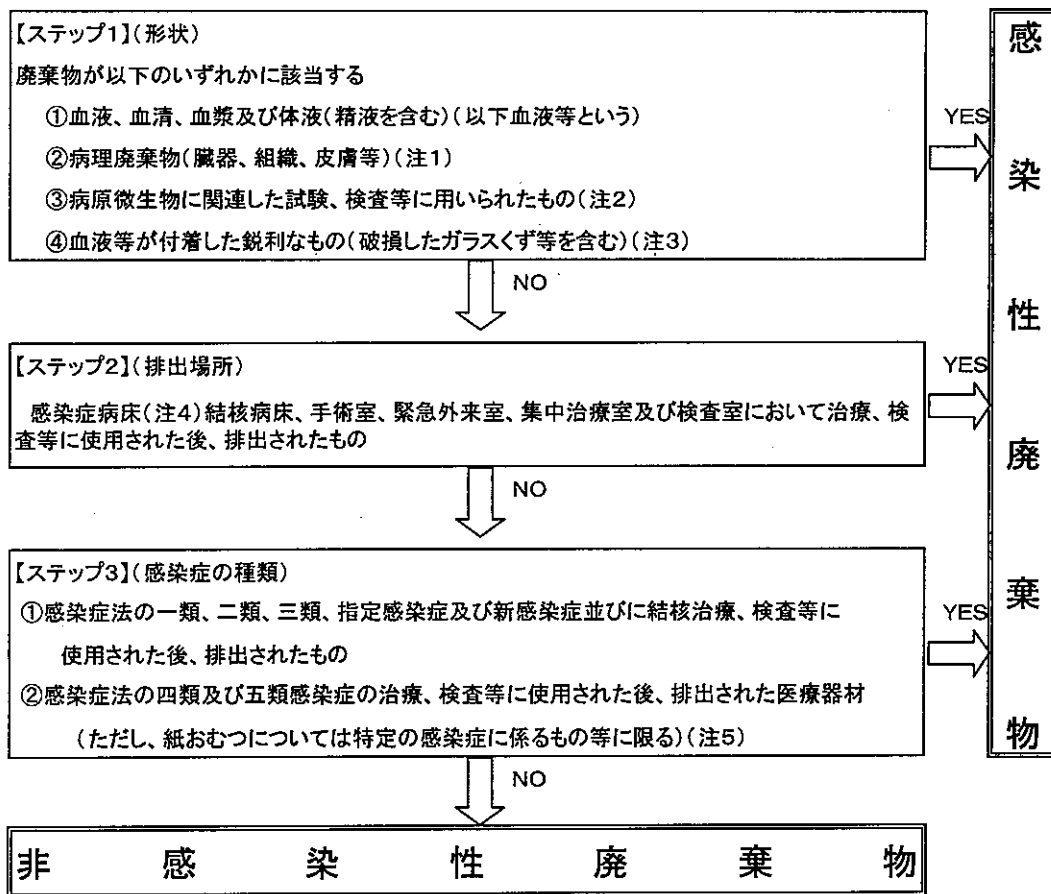 【ステップ1】(形状)
廃棄物が以下のいずれかに該当する
①血液、血清、血漿及び体液(精液を含む)(以下血液等という)
②病理廃棄物(臓器、組織、皮膚等)(注1)
③病原微生物に関連した試験、検査等に用いられたもの(注2)
④血液等が付着した鋭利なもの(破損したガラスくず等を含む)(注3)
YES
NO
【ステップ2】(排出場所)
感染症病床(注4)結核病床、手術室、緊急外来室、集中治療室及び検査室において治療、検
査等に使用された後、排出されたもの
YES
NO
【ステップ3】(感染症の種類)
①感染症法の一類、二類、三類、指定感染症及び新感染症並びに結核治療、検査等に
使用された後、排出されたもの
②感染症法の四類及び五類感染症の治療、検査等に使用された後、排出された医療器材
(ただし、紙おむつについては特定の感染症に係るもの等に限る)(注5)
YES
NO
感染性廃棄物
非感染性廃棄物